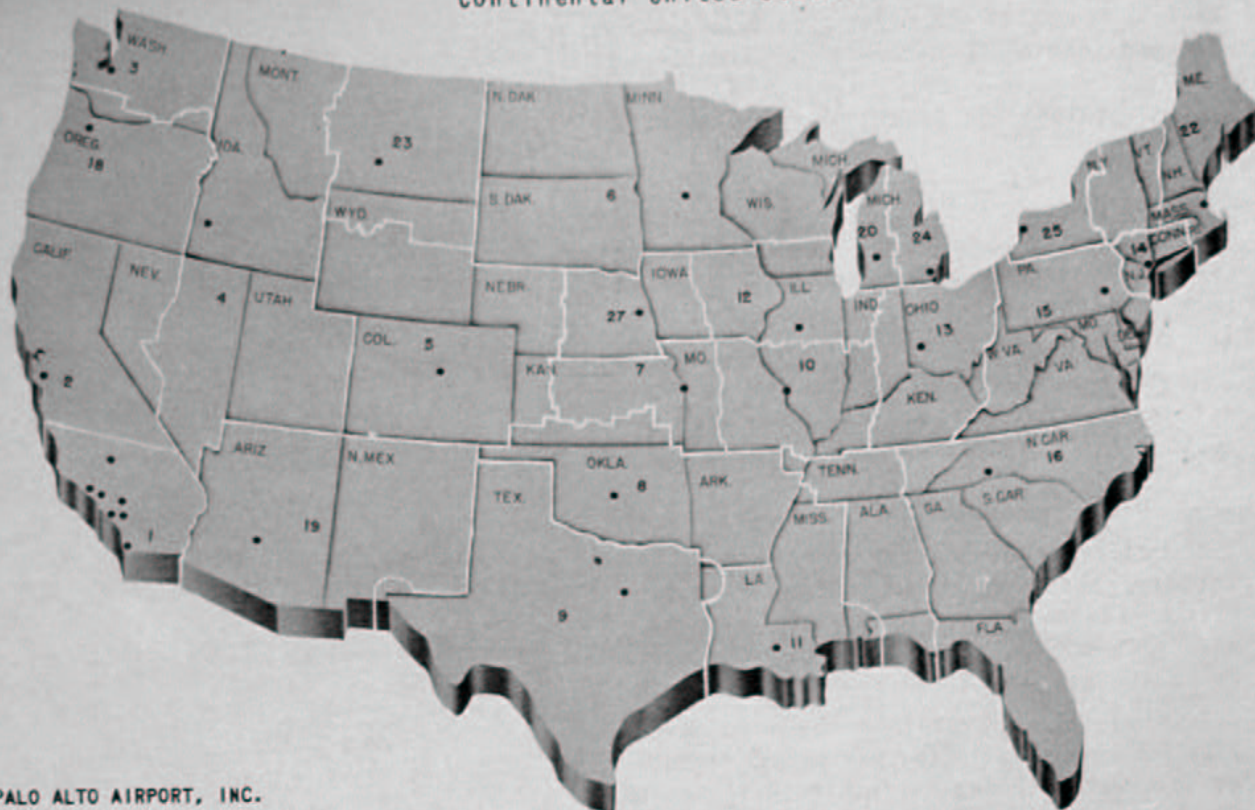 WASH.
3
MONT.
N. DAK.
MINN.
ME.
OREG.
18
IDA.
23
MICH.
N.Y.
VT.
22
N.H.
WYO.
S. DAK.
6
WIS.
MICH.
20
24
25
MASS.
CONN.
14
CALIF.
NEV.
4
UTAH
NEBR.
27
IOWA
12
ILL.
IND.
OHIO
13
PA.
15
N.J.
2
COL.
5
KAN.
7
MO.
10
KEN.
W. VA.
VA.
ARIZ.
N. MEX.
OKLA.
8
ARK.
TENN.
N. CAR.
16
1
19
TEX.
MISS.
ALA.
GA.
S. CAR.
9
LA.
11
FLA.
PALO ALTO AIRPORT, INC.